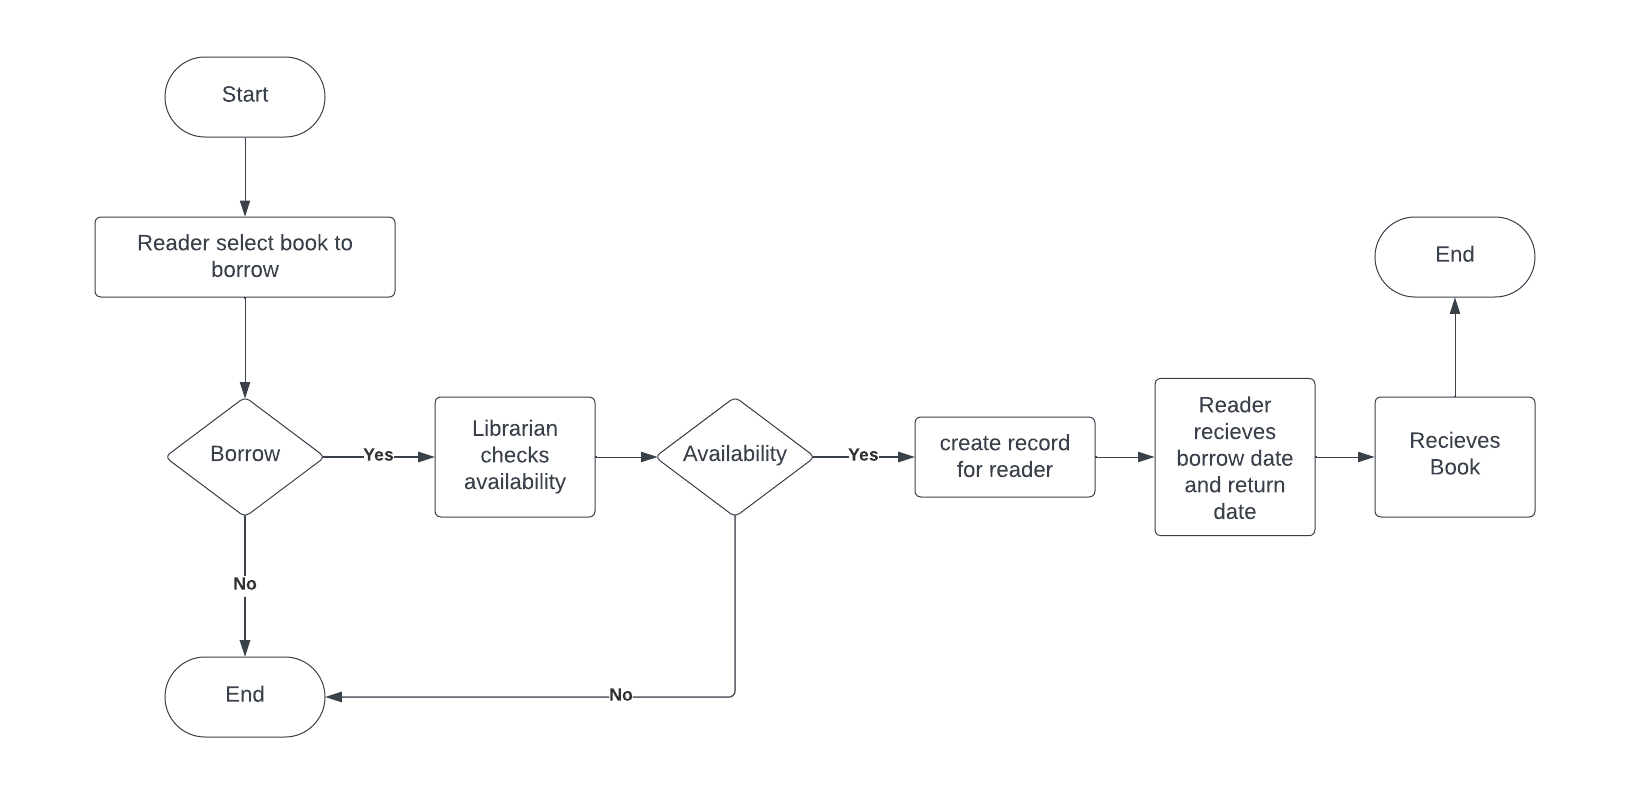 Start
Reader select book to
borrow
Borrow
Yes
Librarian
checks
availability
Availability
Yes
create record
for reader
Reader
recieves
borrow date
and return
date
Recieves
Book
End
No
End
No